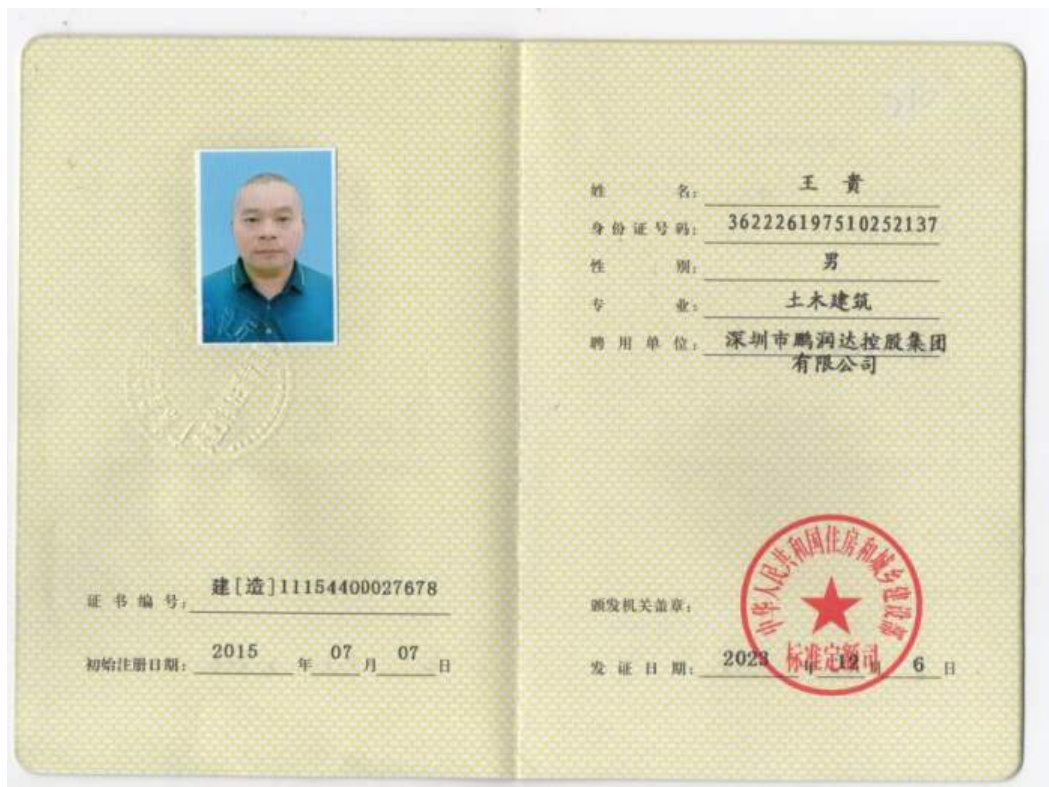 证书编号: 建[造]11154400027678
初始注册日期: 2015 年 07 月 07 日
姓 名: 王 贵
身份证号码: 362226197510252137
性 别: 男
专 业: 土木建筑
聘用单位: 深圳市鹏润达控股集团
有限公司
中华人民共和国住房和城乡建设部
标准定额司
颁发机关盖章:
发证日期: 2023 年 12 月 6 日